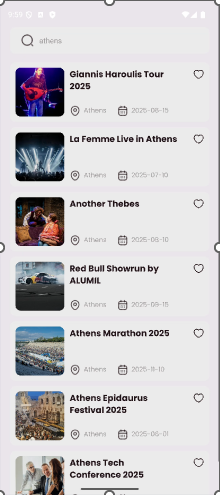 9:59
athens
Giannis Haroulis Tour
2025
Athens 2025-06-15
La Femme Live in Athens
Athens 2025-07-10
Another Thebes
Athens 2025-06-10
Red Bull Showrun by
ALUMIL
Athens 2025-06-15
Athens Marathon 2025
Athens 2025-11-10
Athens Epidaurus
Festival 2025
Athens 2025-06-01
Athens Tech
Conference 2025